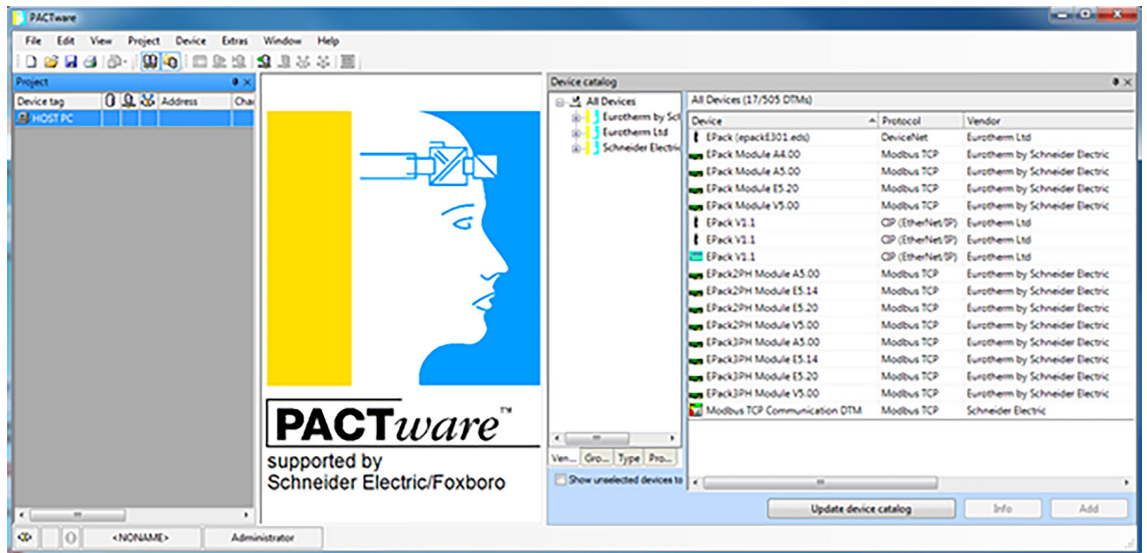 PACTware
File Edit View Project Device Extras Window Help
Project
Device tag Address Cha
HOST PC
PACTware™
supported by
Schneider Electric/Foxboro
Device catalog
All Devices
Eurotherm by Scl
Eurotherm Ltd
Schneider Electric
Ven... Gro... Type Pro...
Show unselected devices to
All Devices (17/505 DTMs)
Device Protocol Vendor
EPack (epackE301.eds) DeviceNet Eurotherm Ltd
EPack Module A4.00 Modbus TCP Eurotherm by Schneider Electric
EPack Module A5.00 Modbus TCP Eurotherm by Schneider Electric
EPack Module E5.20 Modbus TCP Eurotherm by Schneider Electric
EPack Module V5.00 Modbus TCP Eurotherm by Schneider Electric
EPack V1.1 CIP (EtherNet/IP) Eurotherm Ltd
EPack V1.1 CIP (EtherNet/IP) Eurotherm Ltd
EPack V1.1 CIP (EtherNet/IP) Eurotherm Ltd
EPack2PH Module A5.00 Modbus TCP Eurotherm by Schneider Electric
EPack2PH Module E5.14 Modbus TCP Eurotherm by Schneider Electric
EPack2PH Module E5.20 Modbus TCP Eurotherm by Schneider Electric
EPack2PH Module V5.00 Modbus TCP Eurotherm by Schneider Electric
EPack3PH Module A5.00 Modbus TCP Eurotherm by Schneider Electric
EPack3PH Module E5.14 Modbus TCP Eurotherm by Schneider Electric
EPack3PH Module E5.20 Modbus TCP Eurotherm by Schneider Electric
EPack3PH Module V5.00 Modbus TCP Eurotherm by Schneider Electric
Modbus TCP Communication DTM Modbus TCP Schneider Electric
Update device catalog Info Add
<NONAME> Administrator